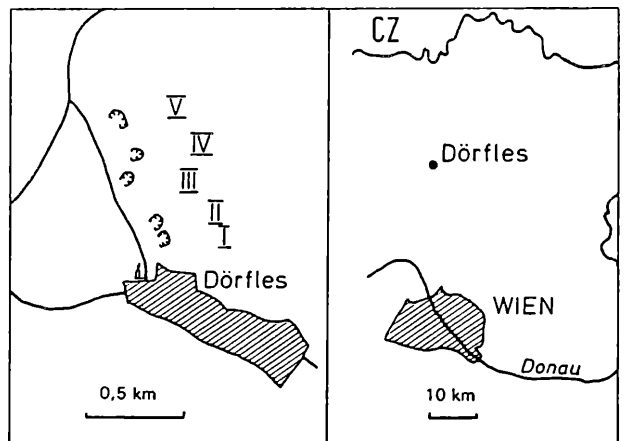 V
IV
III
II
I
Dörfles
0,5 km
CZ
Dörfles
WIEN
Donau
10 km